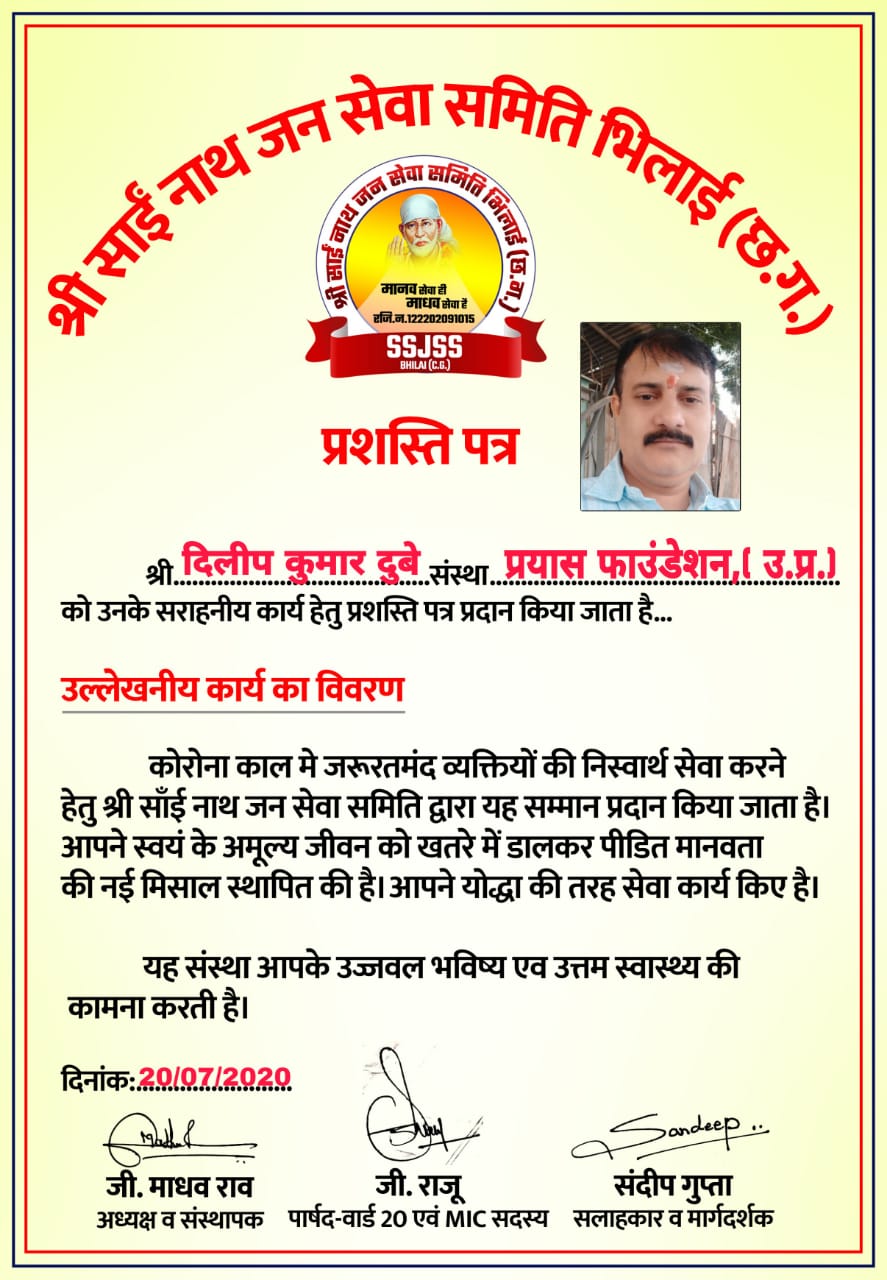 श्री साईं नाथ जन सेवा समिति भिलाई (छ.ग.)
श्री साईं नाथ जन सेवा समिति भिलाई (छ.ग.)
मानव सेवा ही
माधव सेवा है
रजि.न.122202091015
SSJSS
BHILAI (C.G.)
प्रशस्ति पत्र
श्री दिलीप कुमार दुबे संस्था प्रयास फाउंडेशन,( उ.प्र.)
को उनके सराहनीय कार्य हेतु प्रशस्ति पत्र प्रदान किया जाता है...
उल्लेखनीय कार्य का विवरण
कोरोना काल मे जरूरतमंद व्यक्तियों की निस्वार्थ सेवा करने
हेतु श्री साँई नाथ जन सेवा समिति द्वारा यह सम्मान प्रदान किया जाता है।
आपने स्वयं के अमूल्य जीवन को खतरे में डालकर पीडित मानवता
की नई मिसाल स्थापित की है। आपने योद्धा की तरह सेवा कार्य किए है।
यह संस्था आपके उज्जवल भविष्य एव उत्तम स्वास्थ्य की
कामना करती है।
दिनांक: 20/07/2020
Sandeep ..
जी. माधव राव जी. राजू संदीप गुप्ता
अध्यक्ष व संस्थापक पार्षद-वार्ड 20 एवं MIC सदस्य सलाहकार व मार्गदर्शक